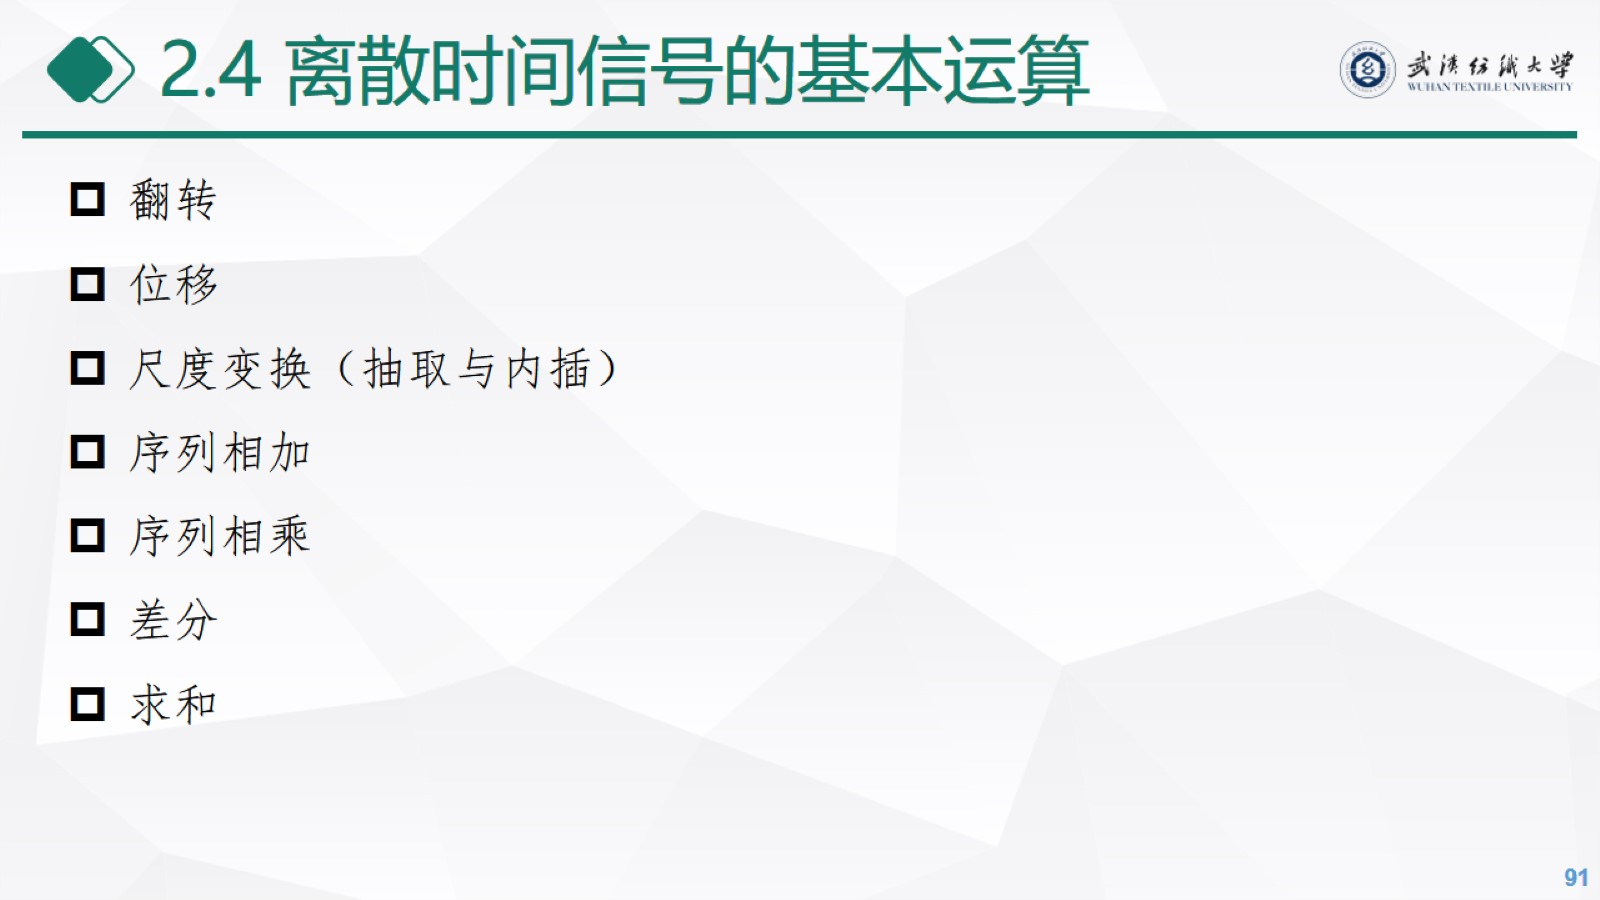 2.4 离散时间信号的基本运算
武汉纺织大学
WUHAN TEXTILE UNIVERSITY
翻转
位移
尺度变换（抽取与内插）
序列相加
序列相乘
差分
求和
91